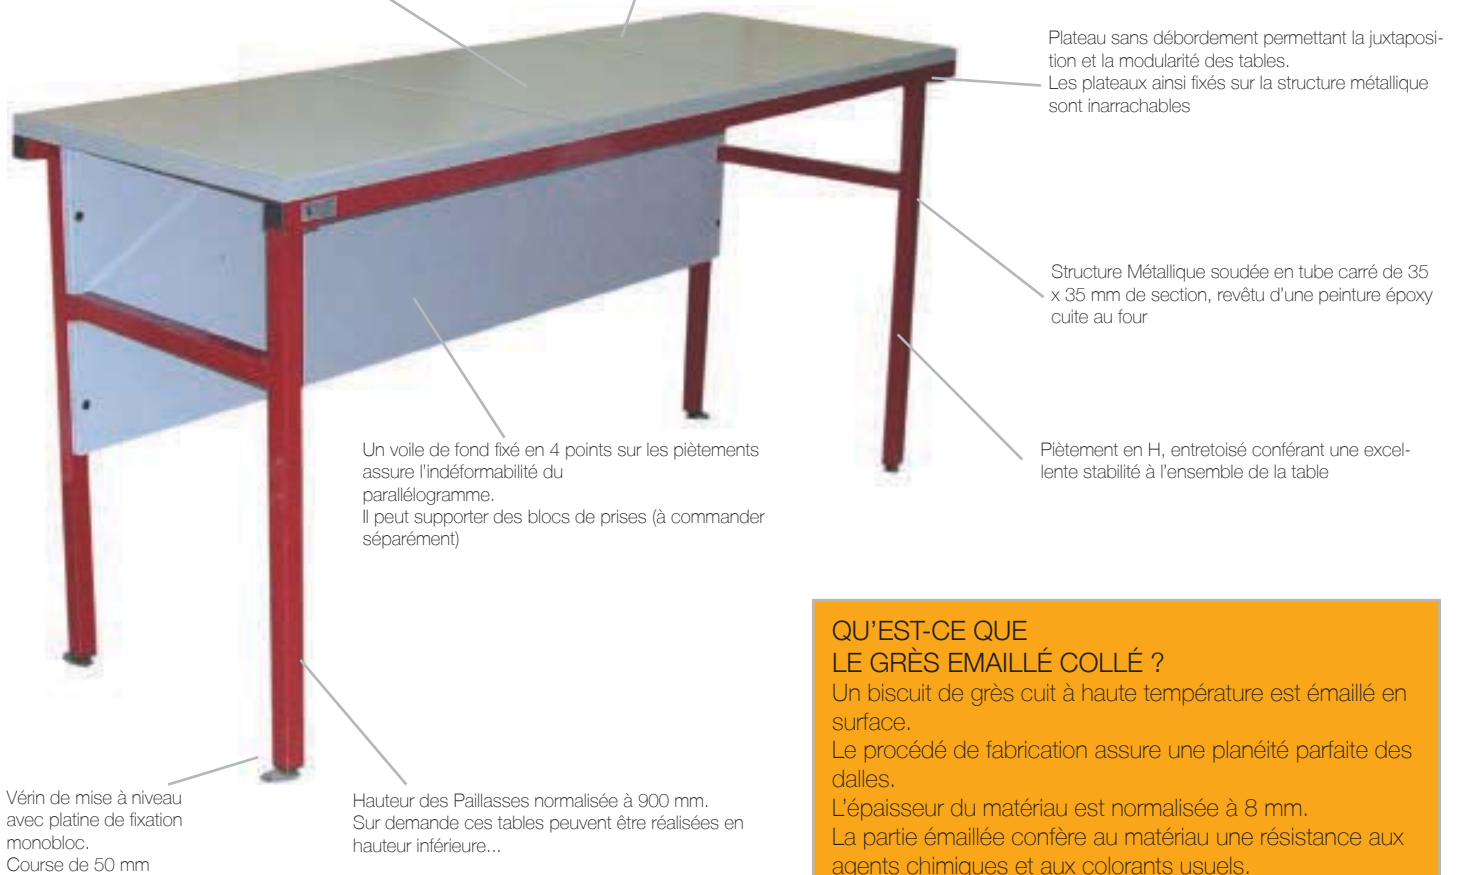 Plateau sans débordement permettant la juxtaposi-
tion et la modularité des tables.
Les plateaux ainsi fixés sur la structure métallique
sont inarrachables
Structure Métallique soudée en tube carré de 35
x 35 mm de section, revêtu d'une peinture époxy
cuite au four
Un voile de fond fixé en 4 points sur les piètements
assure l'indéformabilité du
parallélogramme.
Il peut supporter des blocs de prises (à commander
séparément)
Piètement en H, entretoisé conférant une excel-
lente stabilité à l'ensemble de la table
Vérin de mise à niveau
avec platine de fixation
monobloc.
Course de 50 mm
Hauteur des Paillasses normalisée à 900 mm.
Sur demande ces tables peuvent être réalisées en
hauteur inférieure...
QU'EST-CE QUE
LE GRÈS EMAILLÉ COLLÉ ?
Un biscuit de grès cuit à haute température est émaillé en
surface.
Le procédé de fabrication assure une planéité parfaite des
dalles.
L'épaisseur du matériau est normalisée à 8 mm.
La partie émaillée confère au matériau une résistance aux
agents chimiques et aux colorants usuels.